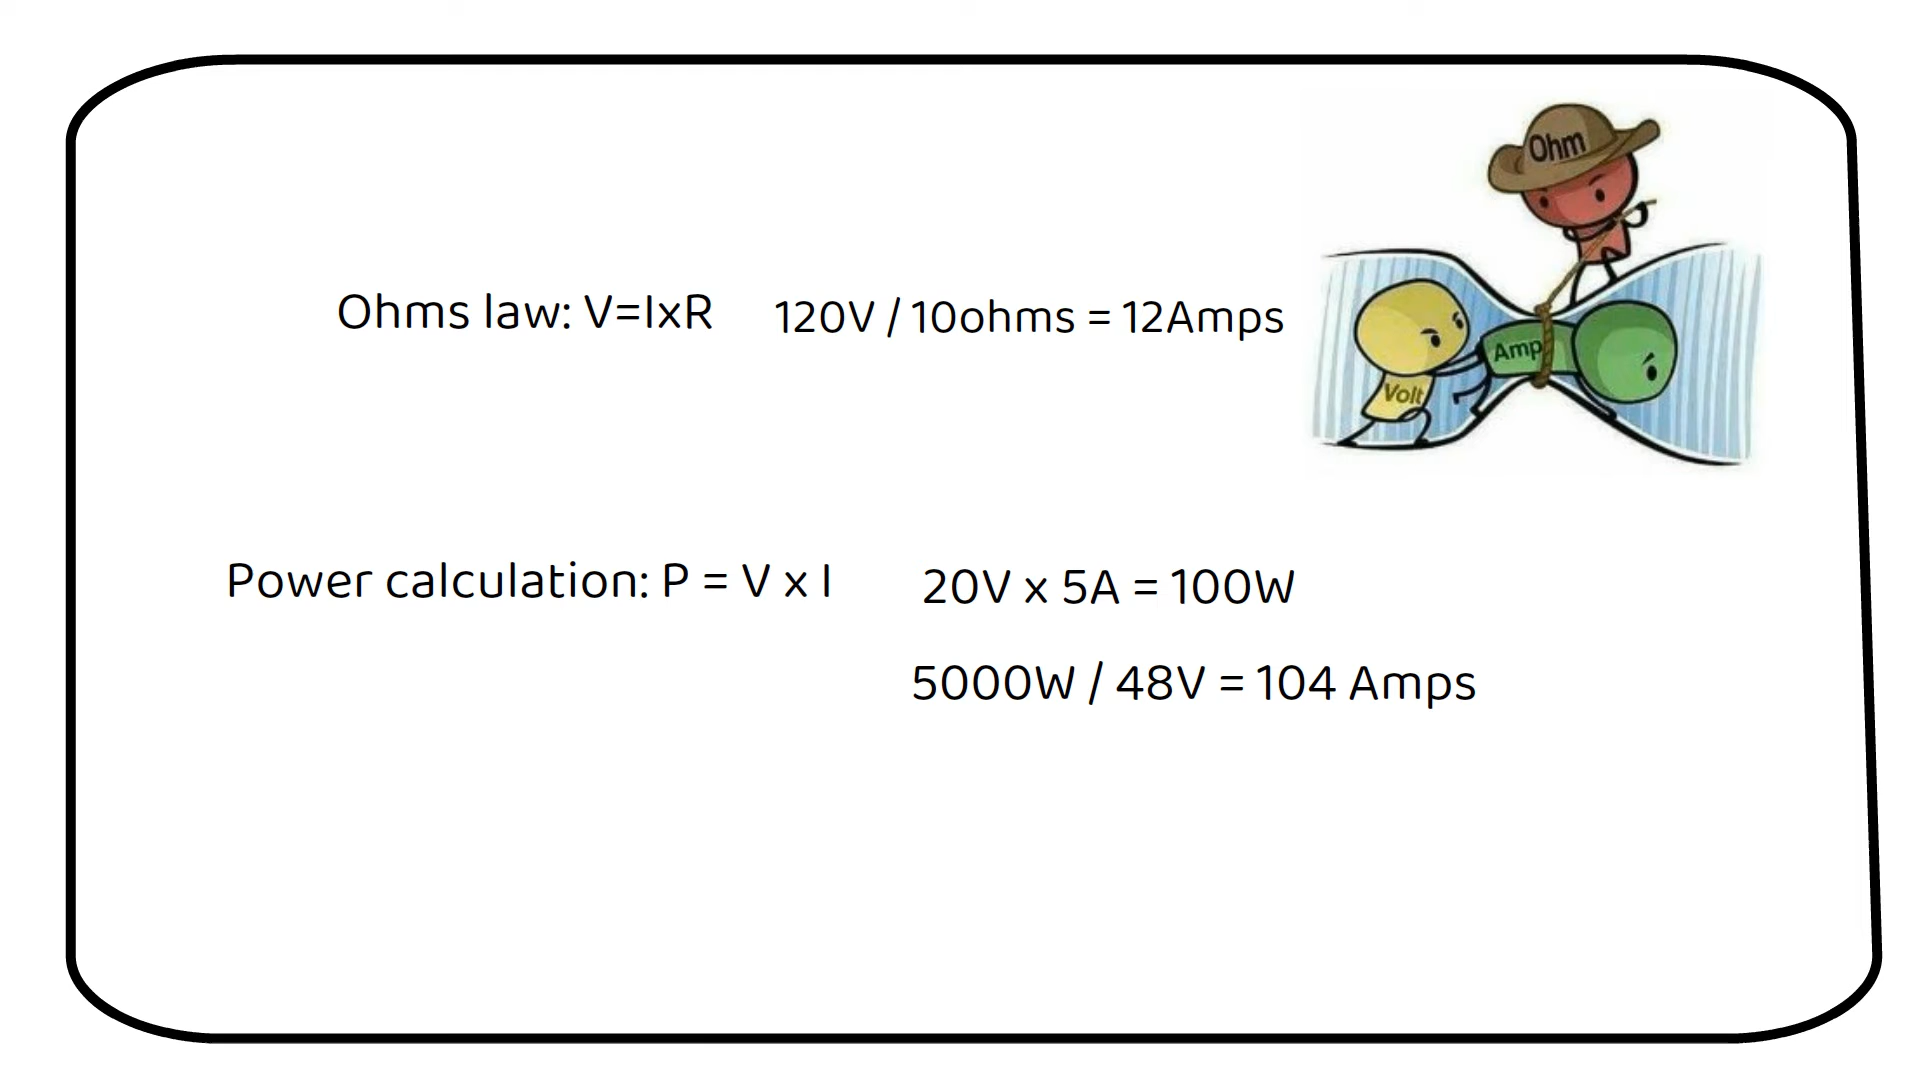 Ohm
Ohms law: V=IxR
120V / 10ohms = 12Amps
Amp
Volt
Power calculation: P = V x I
20V x 5A = 100W
5000W / 48V = 104 Amps